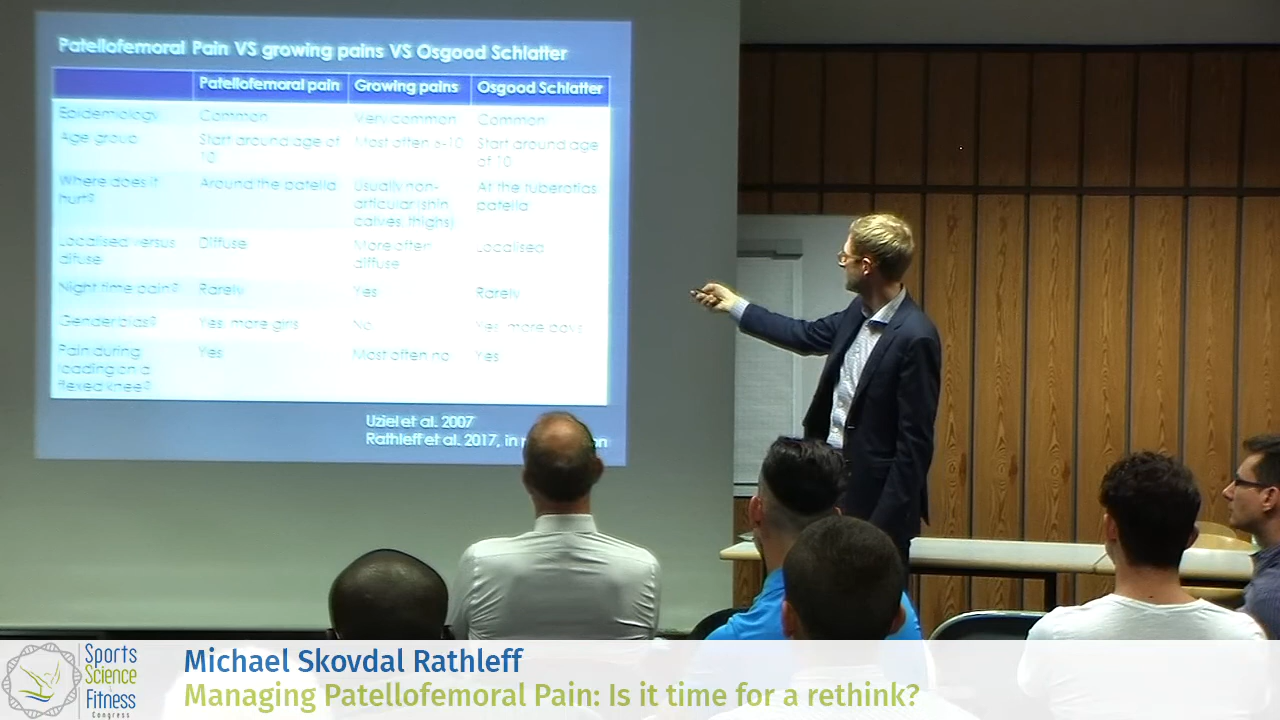 Patellofemoral Pain VS growing pains VS Osgood Schlatter
Patellofemoral pain Growing pains Osgood Schlatter
Epidemiology Common Very common Common
Age group Start around age of 10 Most often Start around age of 10
Where does it hurt? Around the patella Usually non-articular (shin, calves, thighs) At the tuberotias patella
Localised versus difuse Diffuse More often diffuse Localised
Night time pain? Rarely Yes Rarely
Gender bias? Yes, more girls No Yes, more boys
Pain during loading on a flexed knee? Yes Most often no Yes
Uziel et al. 2007
Rathleff et al. 2017, in
Sports
Science
Fitness
Congress
Michael Skovdal Rathleff
Managing Patellofemoral Pain: Is it time for a rethink?